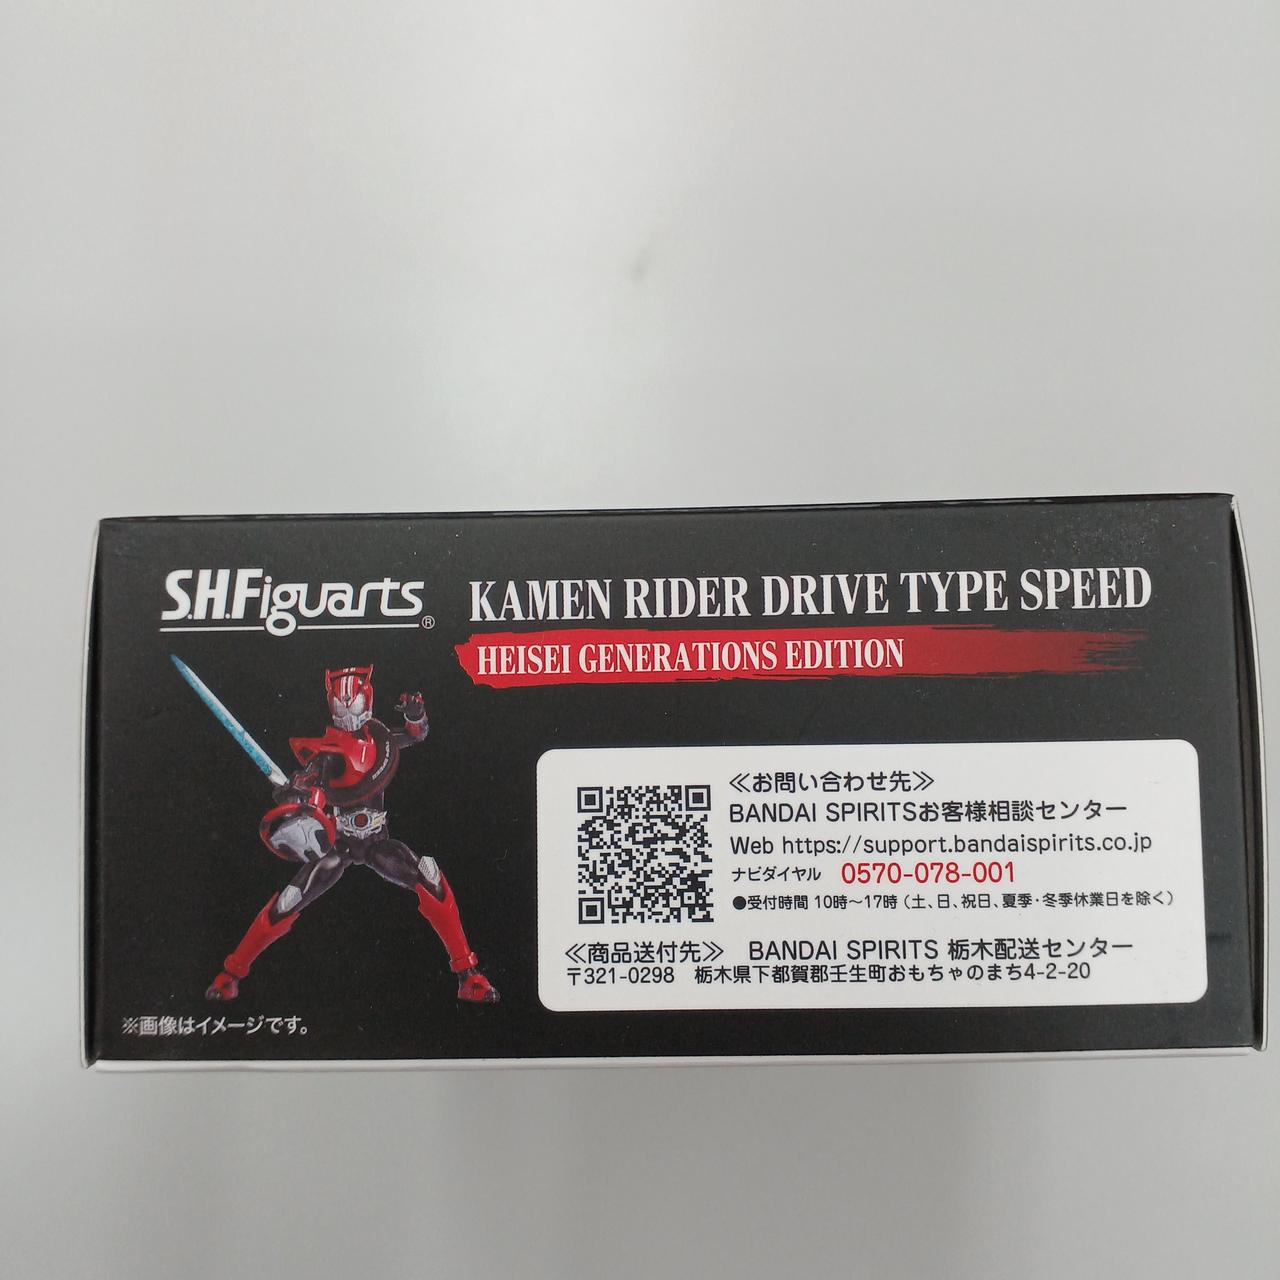 S.H.Figuarts®
KAMEN RIDER DRIVE TYPE SPEED
HEISEI GENERATIONS EDITION
≪お問い合わせ先≫
BANDAI SPIRITSお客様相談センター
Web https://support.bandaispirits.co.jp
ナビダイヤル 0570-078-001
●受付時間 10時～17時（土、日、祝日、夏季・冬季休業日を除く）
≪商品送付先≫ BANDAI SPIRITS 栃木配送センター
〒321-0298 栃木県下都賀郡壬生町おもちゃのまち4-2-20
※画像はイメージです。